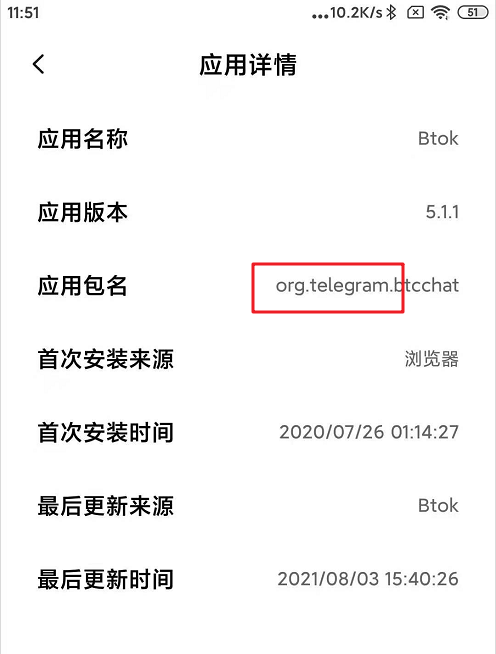 11:51 ...10.2K/s 51
应用详情
应用名称 Btok
应用版本 5.1.1
应用包名 org.telegram.btcchat
首次安装来源 浏览器
首次安装时间 2020/07/26 01:14:27
最后更新来源 Btok
最后更新时间 2021/08/03 15:40:26